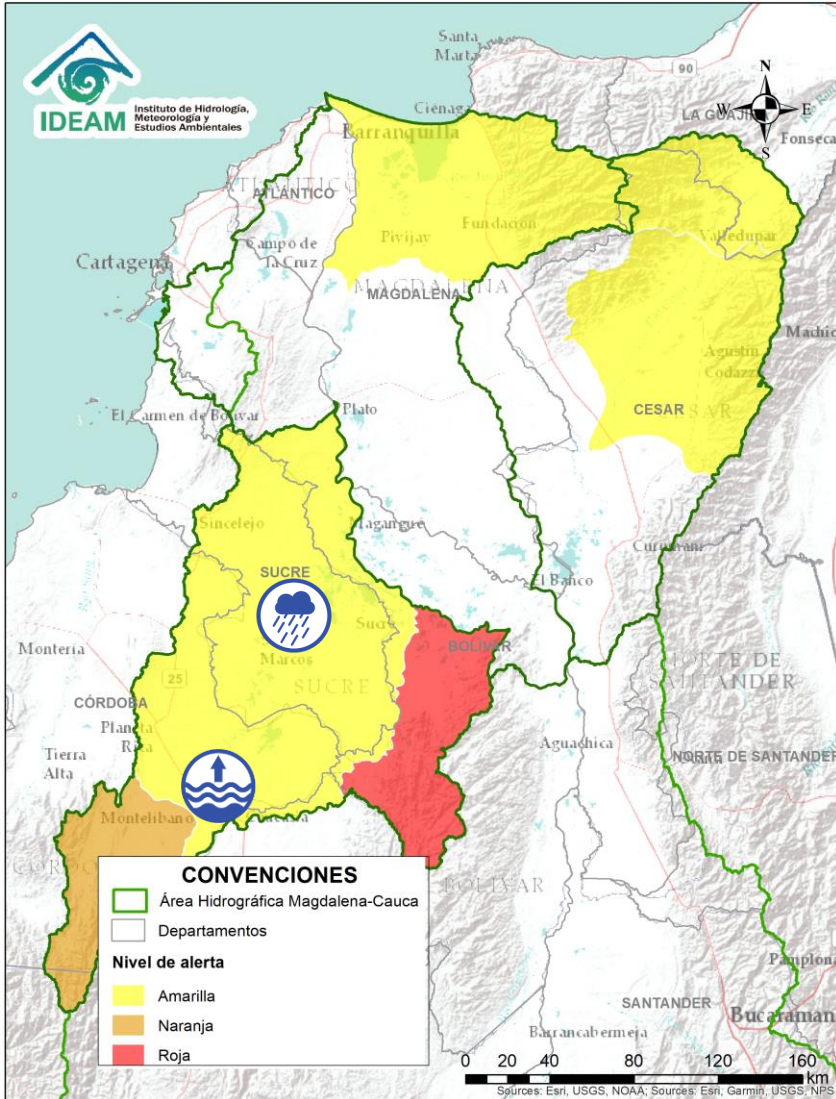 IDEAM
Instituto de Hidrología,
Meteorología y
Estudios Ambientales
Santa
Marta
90
N
W
E
S
Ciénaga
LA GUAJIRA
Fonseca
Barranquilla
ATLÁNTICO
Fundación
Pivijay
Valledupar
Campo de
la Cruz
Cartagena
MAGDALENA
MAGDALENA
Agustín
Codazzi
El Carmen de Bolívar
Plato
CESAR
CESAR
Sincelejo
Magangue
Curumaní
SUCRE
El Banco
Sucre
Marcos
BOLÍVAR
Montería
SUCRE
25
NORTE DE
SANTANDER
CÓRDOBA
Planeta
Rica
Tierra
Alta
Aguachica
NORTE DE SANTANDER
Montelíbano
BOLÍVAR
CONVENCIONES
Área Hidrográfica Magdalena-Cauca
Departamentos
Nivel de alerta
Amarilla
Naranja
Roja
Pamplona
SANTANDER
Bucaraman
Barrancabermeja
0 20 40 80 120 160
km
Sources: Esri, USGS, NOAA; Sources: Esri, Garmin, USGS, NPS